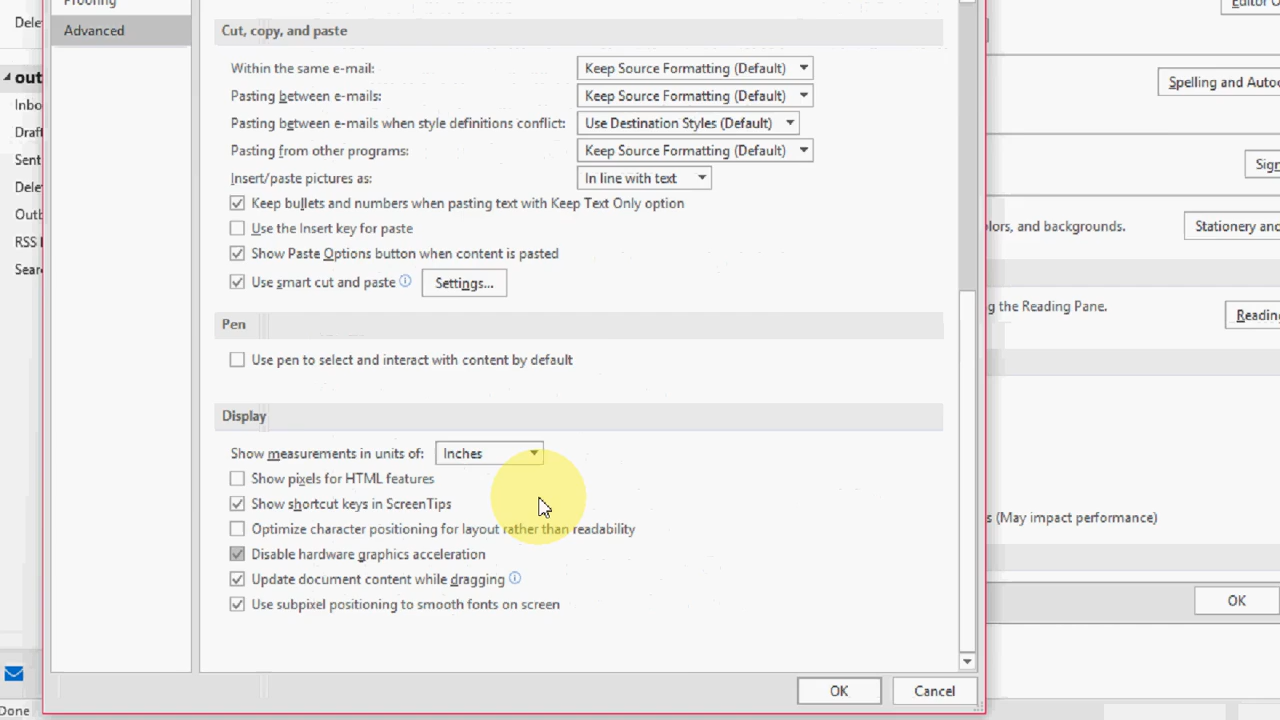 Proofing
Editor O
Dele
Advanced
Cut, copy, and paste
out
Within the same e-mail: Keep Source Formatting (Default)
Spelling and Autoc
Inbo
Pasting between e-mails: Keep Source Formatting (Default)
Draft
Pasting between e-mails when style definitions conflict: Use Destination Styles (Default)
Sent
Pasting from other programs: Keep Source Formatting (Default)
Sign
Dele
Insert/paste pictures as: In line with text
Keep bullets and numbers when pasting text with Keep Text Only option
Outb
Use the Insert key for paste
lors, and backgrounds. Stationery and
RSS
Show Paste Options button when content is pasted
Sear
Use smart cut and paste Settings...
g the Reading Pane. Reading
Pen
Use pen to select and interact with content by default
Display
Show measurements in units of: Inches
Show pixels for HTML features
Show shortcut keys in ScreenTips
s (May impact performance)
Optimize character positioning for layout rather than readability
Disable hardware graphics acceleration
Update document content while dragging
Use subpixel positioning to smooth fonts on screen
OK
OK Cancel
Done